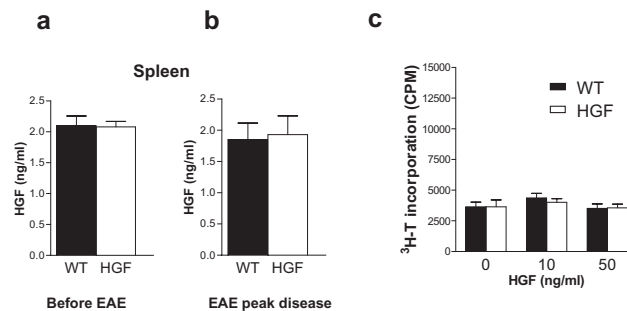 a
b
c
Spleen
HGF (ng/ml)
2.5
2.0
1.5
1.0
0.5
0.0
WT HGF
Before EAE
HGF (ng/ml)
2.5
2.0
1.5
1.0
0.5
0.0
WT HGF
EAE peak disease
³H-T incorporation (CPM)
15000
12500
10000
7500
5000
2500
0
WT
HGF
0 10 50
HGF (ng/ml)